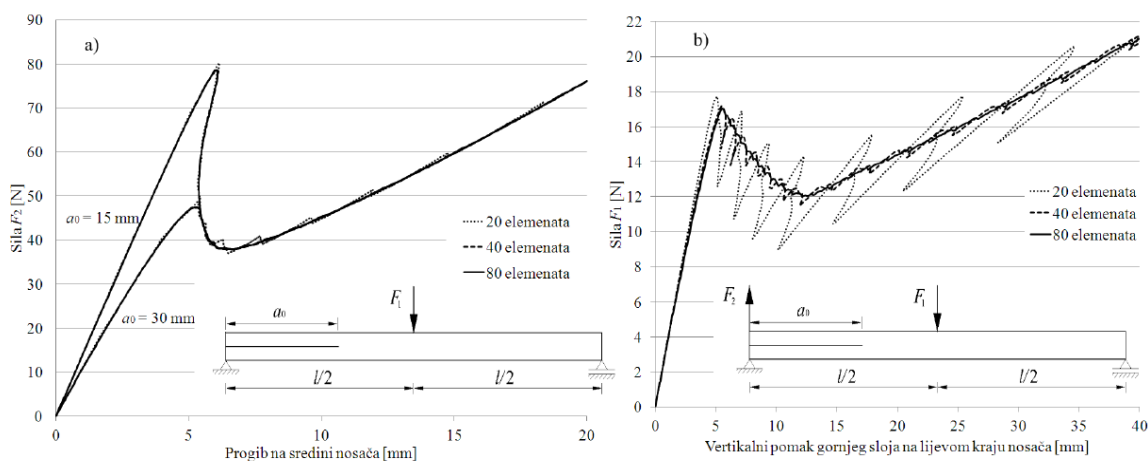 a)
Sila F2 [N]
90
80
70
60
50
40
30
20
10
0
a0 = 15 mm
a0 = 30 mm
20 elemenata
40 elemenata
80 elemenata
F1
a0
l/2
l/2
0
5
10
15
20
Progib na sredini nosača [mm]
b)
Sila F1 [N]
22
20
18
16
14
12
10
8
6
4
2
0
20 elemenata
40 elemenata
80 elemenata
F2
F1
a0
l/2
l/2
0
5
10
15
20
25
30
35
40
Vertikalni pomak gornjeg sloja na lijevom kraju nosača [mm]